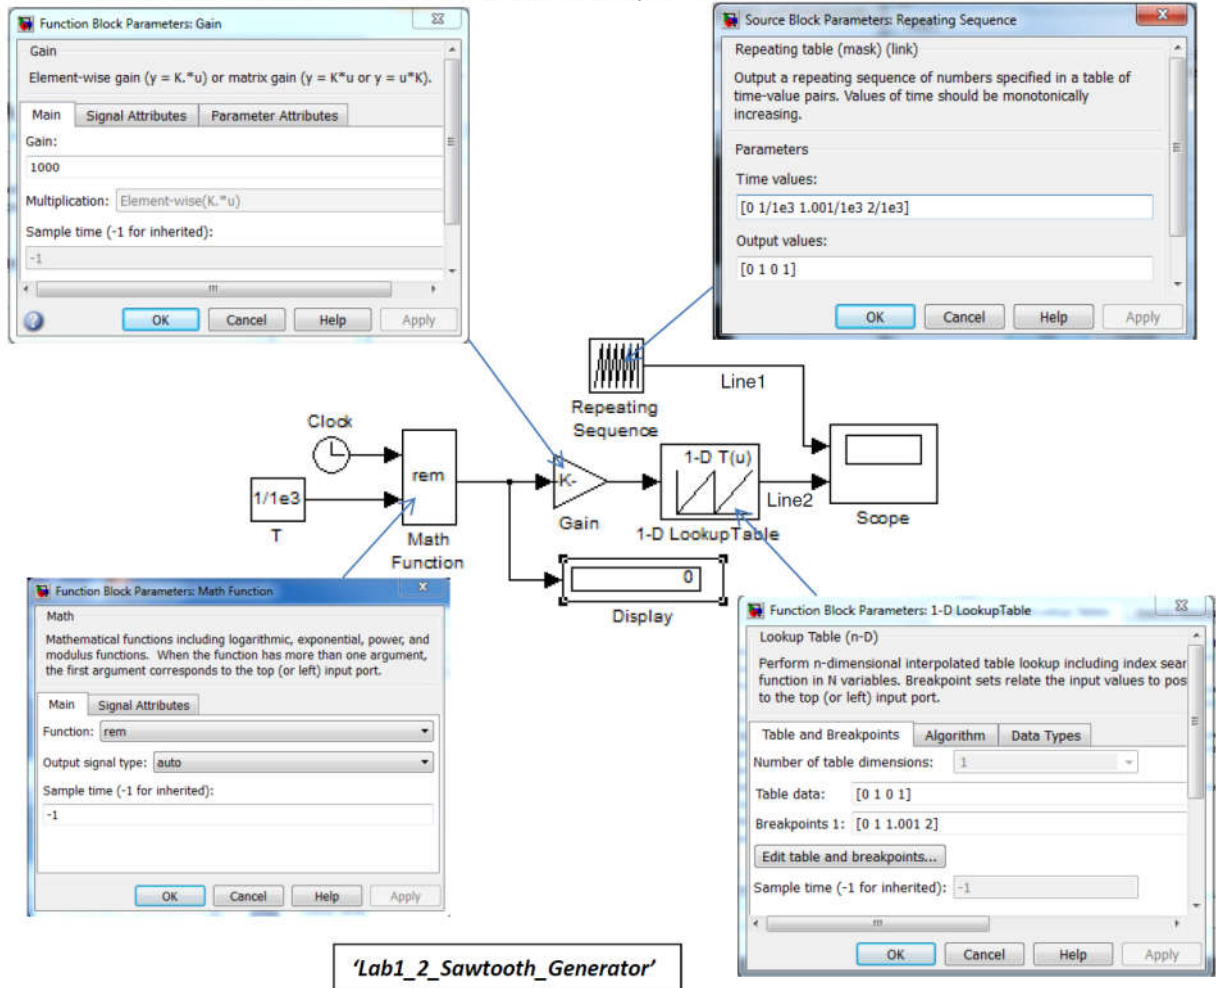 Function Block Parameters: Gain
Gain
Element-wise gain (y = K.*u) or matrix gain (y = K*u or y = u*K).
Main Signal Attributes Parameter Attributes
Gain:
1000
Multiplication: Element-wise(K.*u)
Sample time (-1 for inherited):
-1
OK Cancel Help Apply
Source Block Parameters: Repeating Sequence
Repeating table (mask) (link)
Output a repeating sequence of numbers specified in a table of
time-value pairs. Values of time should be monotonically
increasing.
Parameters
Time values:
[0 1/1e3 1.001/1e3 2/1e3]
Output values:
[0 1 0 1]
OK Cancel Help Apply
Repeating
Sequence
Line1
Clock
rem
1/1e3
T
Math
Function
K-
Gain
1-D T(u)
1-D LookupTable
Line2
Scope
0
Display
Function Block Parameters: Math Function
Math
Mathematical functions including logarithmic, exponential, power, and
modulus functions. When the function has more than one argument,
the first argument corresponds to the top (or left) input port.
Main Signal Attributes
Function: rem
Output signal type: auto
Sample time (-1 for inherited):
-1
OK Cancel Help Apply
Function Block Parameters: 1-D LookupTable
Lookup Table (n-D)
Perform n-dimensional interpolated table lookup including index sear
function in N variables. Breakpoint sets relate the input values to pos
to the top (or left) input port.
Table and Breakpoints Algorithm Data Types
Number of table dimensions: 1
Table data: [0 1 0 1]
Breakpoints 1: [0 1 1.001 2]
Edit table and breakpoints...
Sample time (-1 for inherited): -1
OK Cancel Help Apply
‘Lab1_2_Sawtooth_Generator’